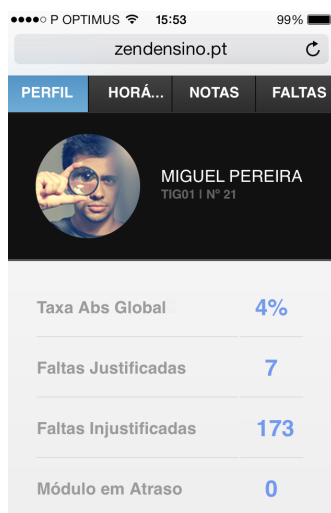 P OPTIMUS 15:53 99%
zendensino.pt
PERFIL HORÁ... NOTAS FALTAS
MIGUEL PEREIRA
TIG01 | Nº 21
Taxa Abs Global 4%
Faltas Justificadas 7
Faltas Injustificadas 173
Módulo em Atraso 0